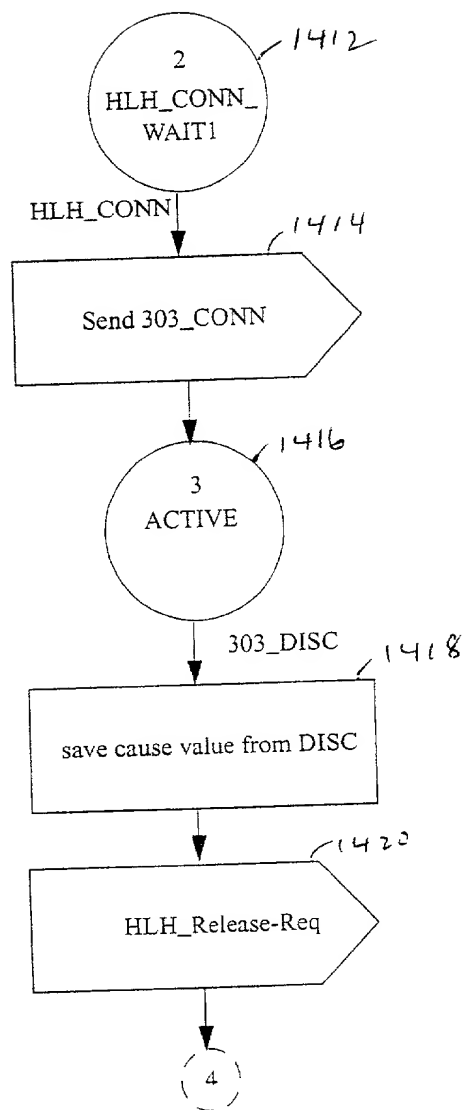 1412
2
HLH_CONN_
WAIT1
HLH_CONN
1414
Send 303_CONN
1416
3
ACTIVE
303_DISC
1418
save cause value from DISC
1420
HLH_Release-Req
4